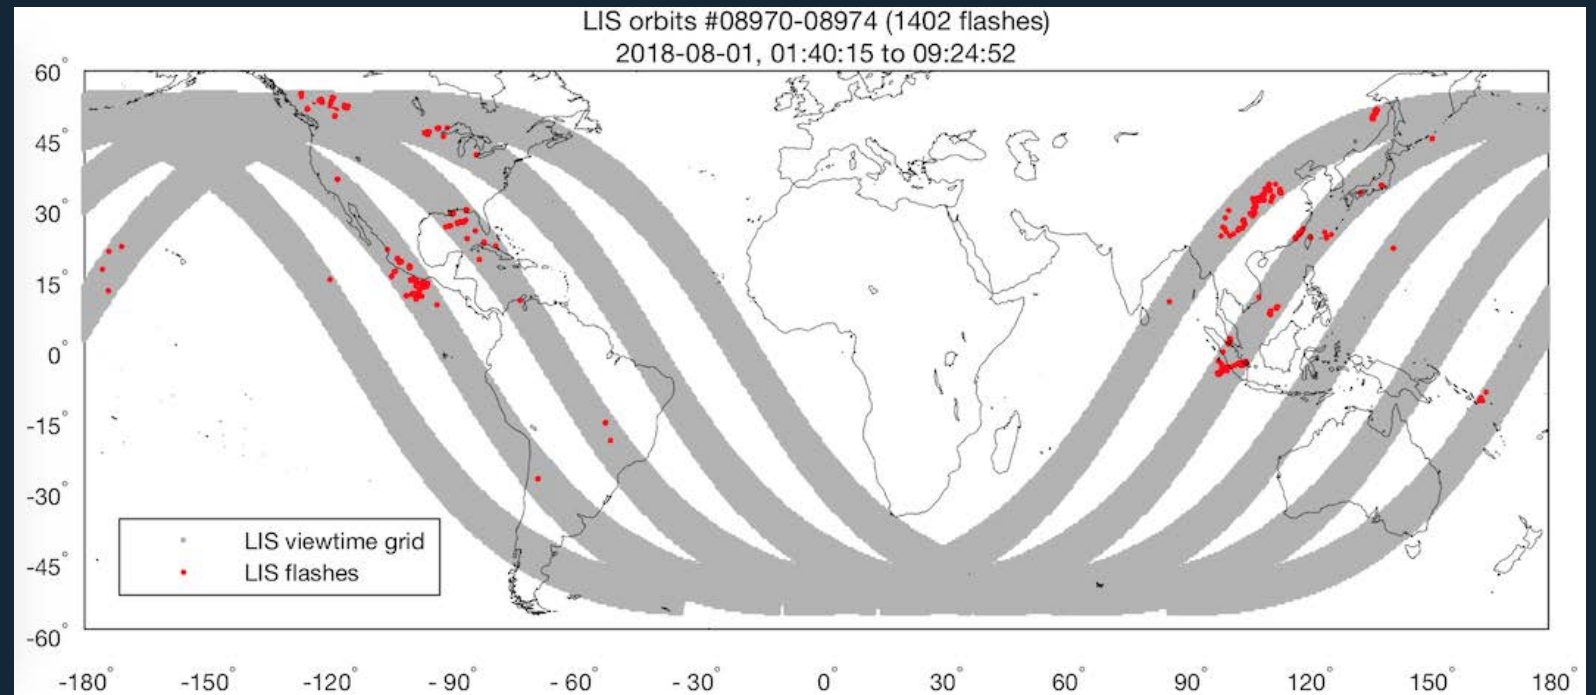 LIS orbits #08970-08974 (1402 flashes)
2018-08-01, 01:40:15 to 09:24:52
60°
45°
30°
15°
0°
-15°
-30°
-45°
-60°
LIS viewtime grid
LIS flashes
-180° -150° -120° - 90° - 60° - 30° 0° 30° 60° 90° 120° 150° 180°